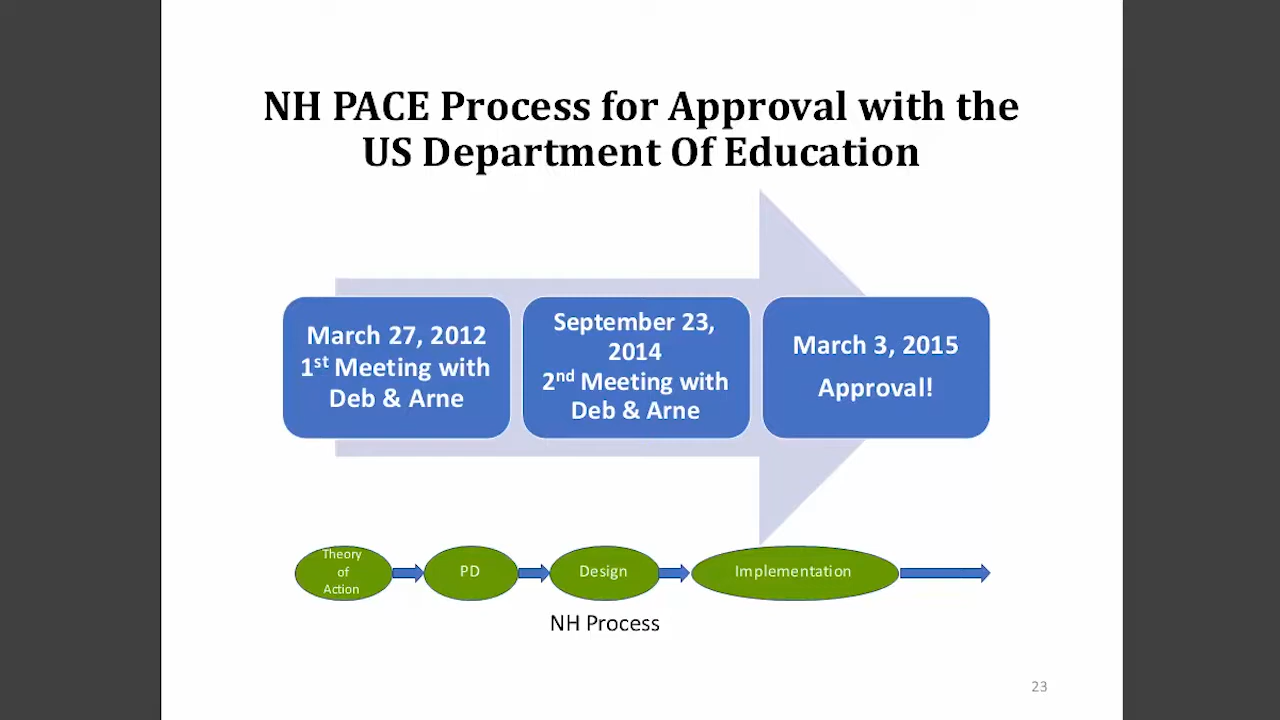 NH PACE Process for Approval with the
US Department Of Education
March 27, 2012
1st Meeting with
Deb & Arne
September 23,
2014
2nd Meeting with
Deb & Arne
March 3, 2015
Approval!
Theory
of
Action
PD
Design
Implementation
NH Process
23